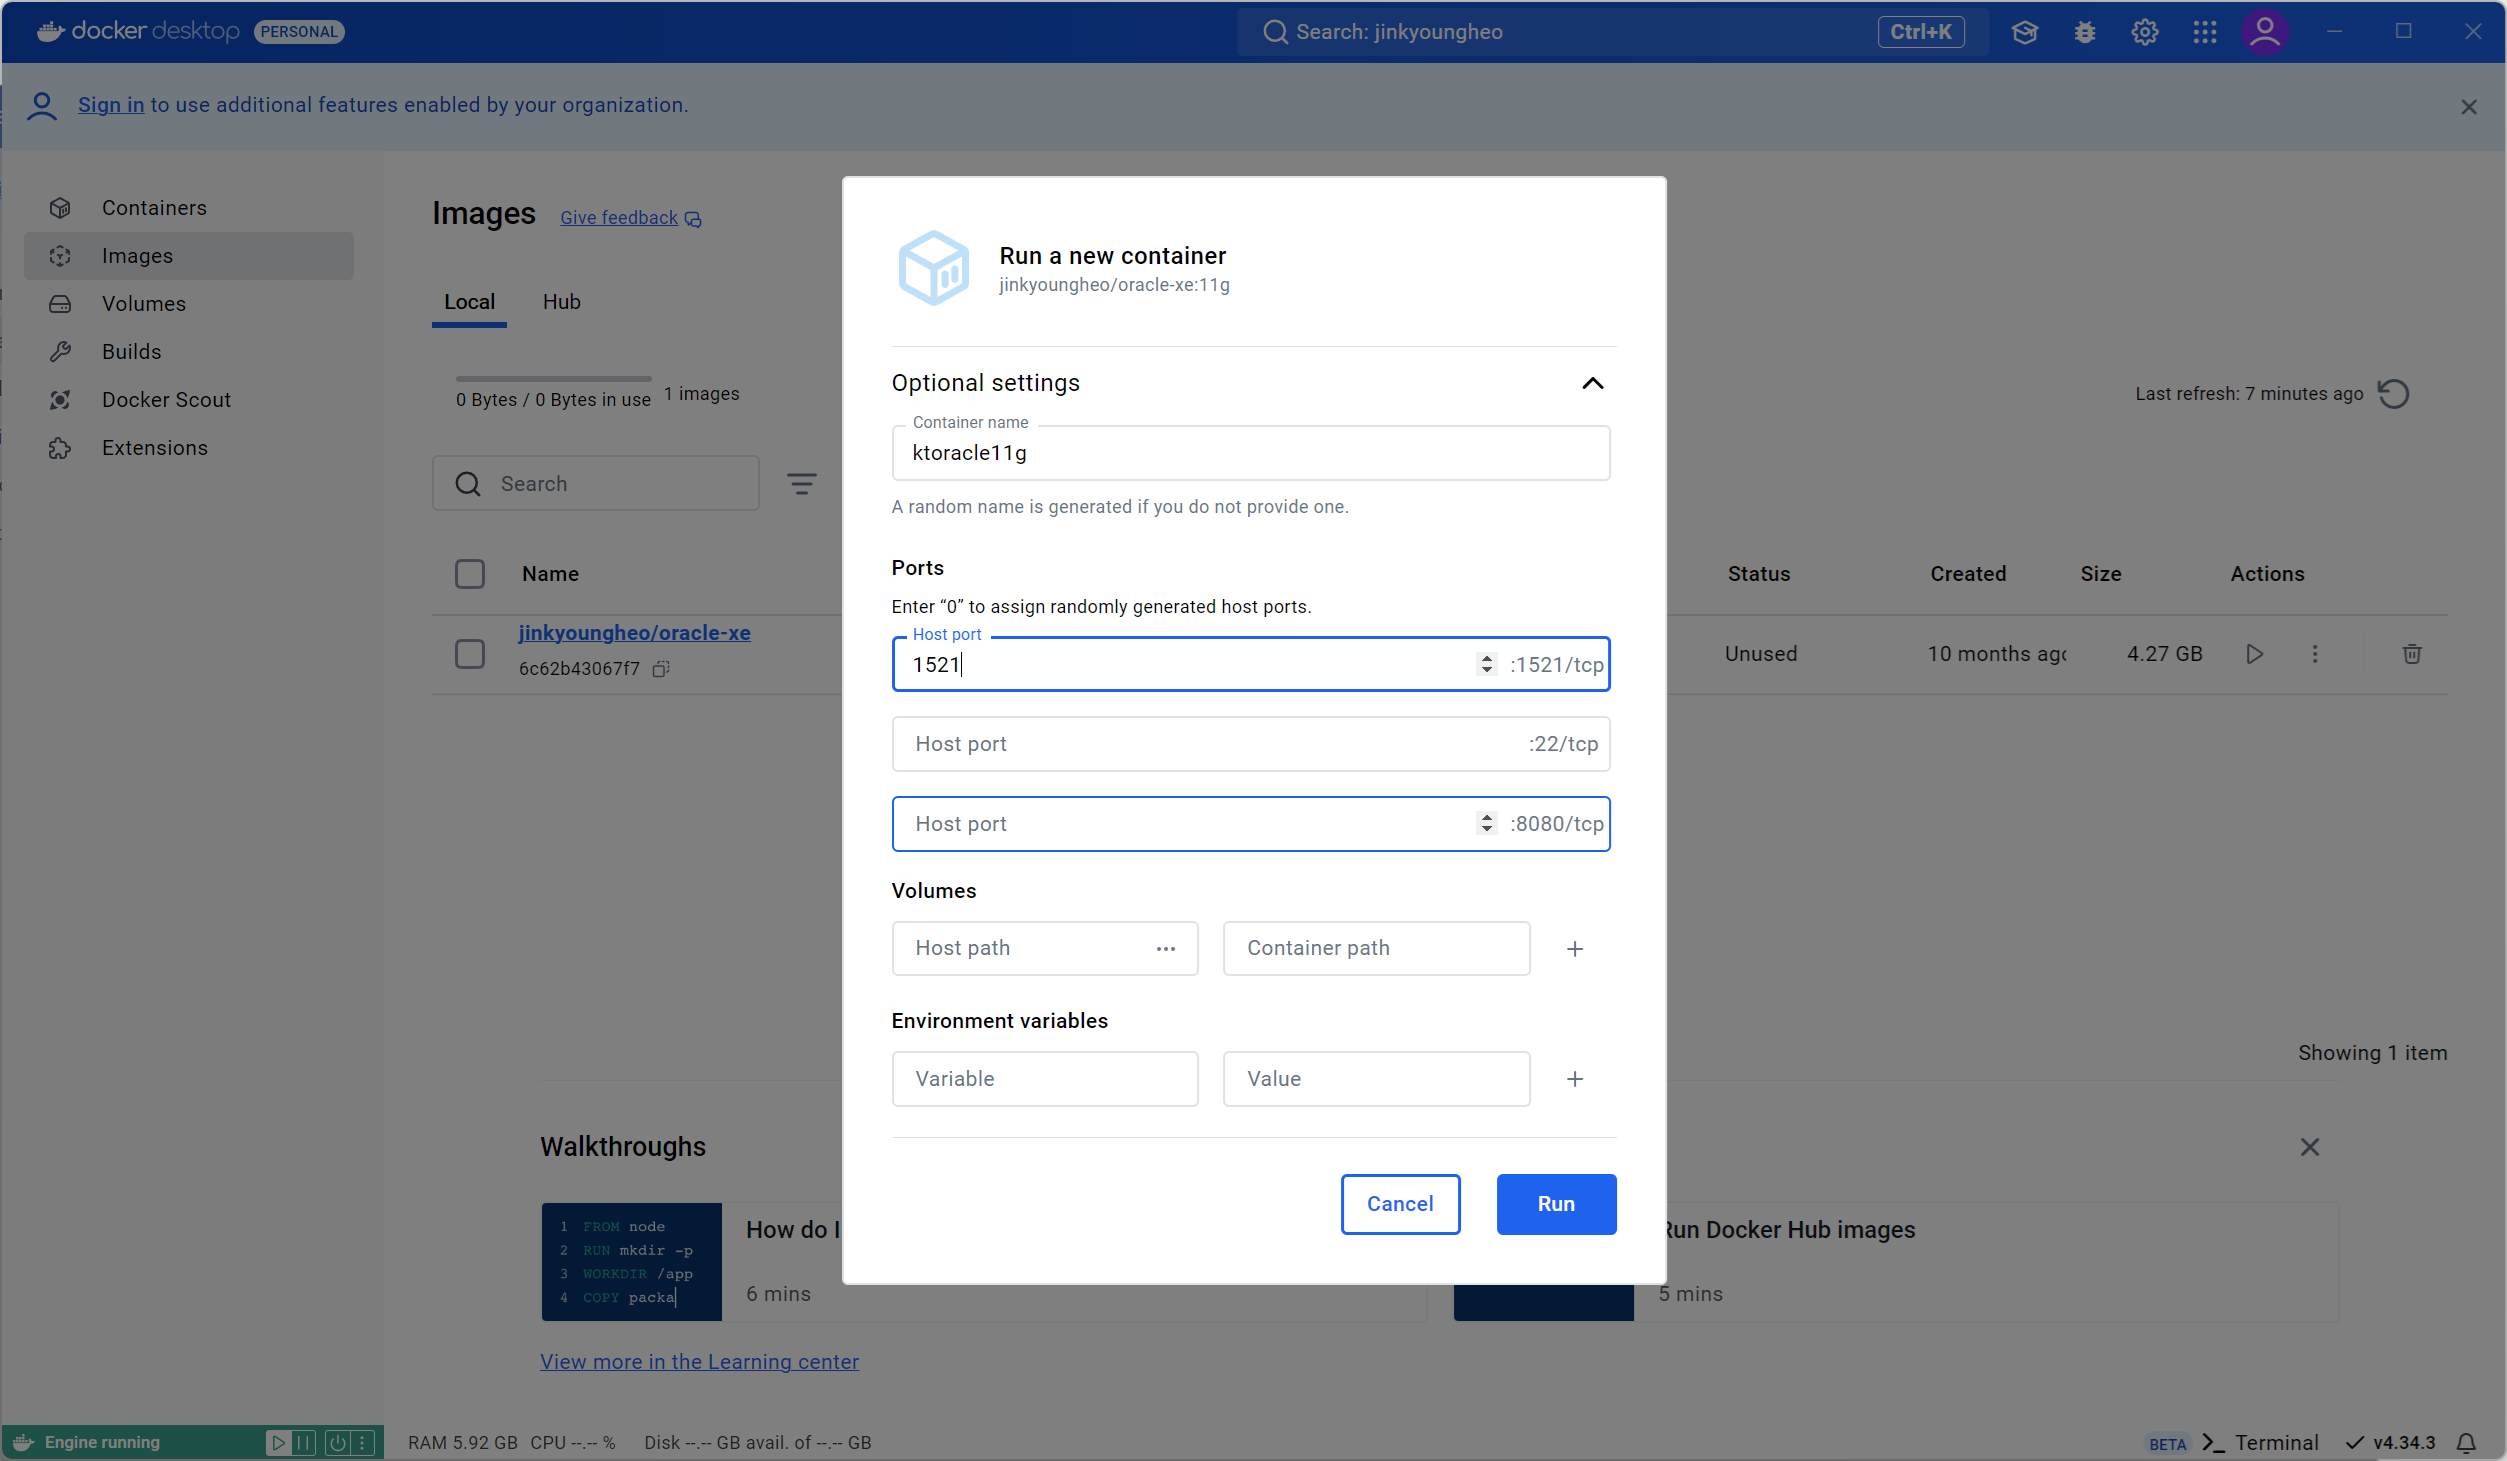 docker desktop PERSONAL
Search: jinkyoungheo
Ctrl+K
Sign in to use additional features enabled by your organization.
Containers
Images
Volumes
Builds
Docker Scout
Extensions
Images
Give feedback
Local
Hub
0 Bytes / 0 Bytes in use
1 images
Last refresh: 7 minutes ago
Search
Name
Status
Created
Size
Actions
jinkyoungheo/oracle-xe
6c62b43067f7
Unused
10 months ago
4.27 GB
Showing 1 item
Run a new container
jinkyoungheo/oracle-xe:11g
Optional settings
Container name
ktoracle11g
A random name is generated if you do not provide one.
Ports
Enter “0” to assign randomly generated host ports.
Host port
1521
:1521/tcp
Host port
:22/tcp
Host port
:8080/tcp
Volumes
Host path
Container path
Environment variables
Variable
Value
Cancel
Run
Walkthroughs
1 FROM node
2 RUN mkdir -p
3 WORKDIR /app
4 COPY packa
How do I
6 mins
Run Docker Hub images
5 mins
View more in the Learning center
Engine running
RAM 5.92 GB
CPU --.-- %
Disk --.-- GB avail. of --.-- GB
BETA
Terminal
v4.34.3